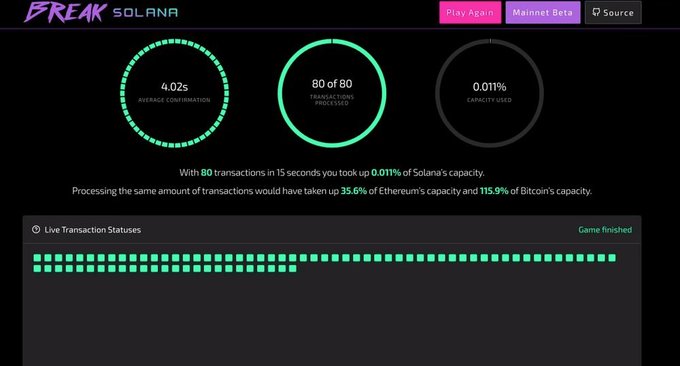 BREAK SOLANA
Play Again
Mainnet Beta
Source
4.02s
AVERAGE CONFIRMATION
80 of 80
TRANSACTIONS
PROCESSED
0.011%
CAPACITY USED
With 80 transactions in 15 seconds you took up 0.011% of Solana's capacity.
Processing the same amount of transactions would have taken up 35.6% of Ethereum's capacity and 115.9% of Bitcoin's capacity.
Live Transaction Statuses
Game finished